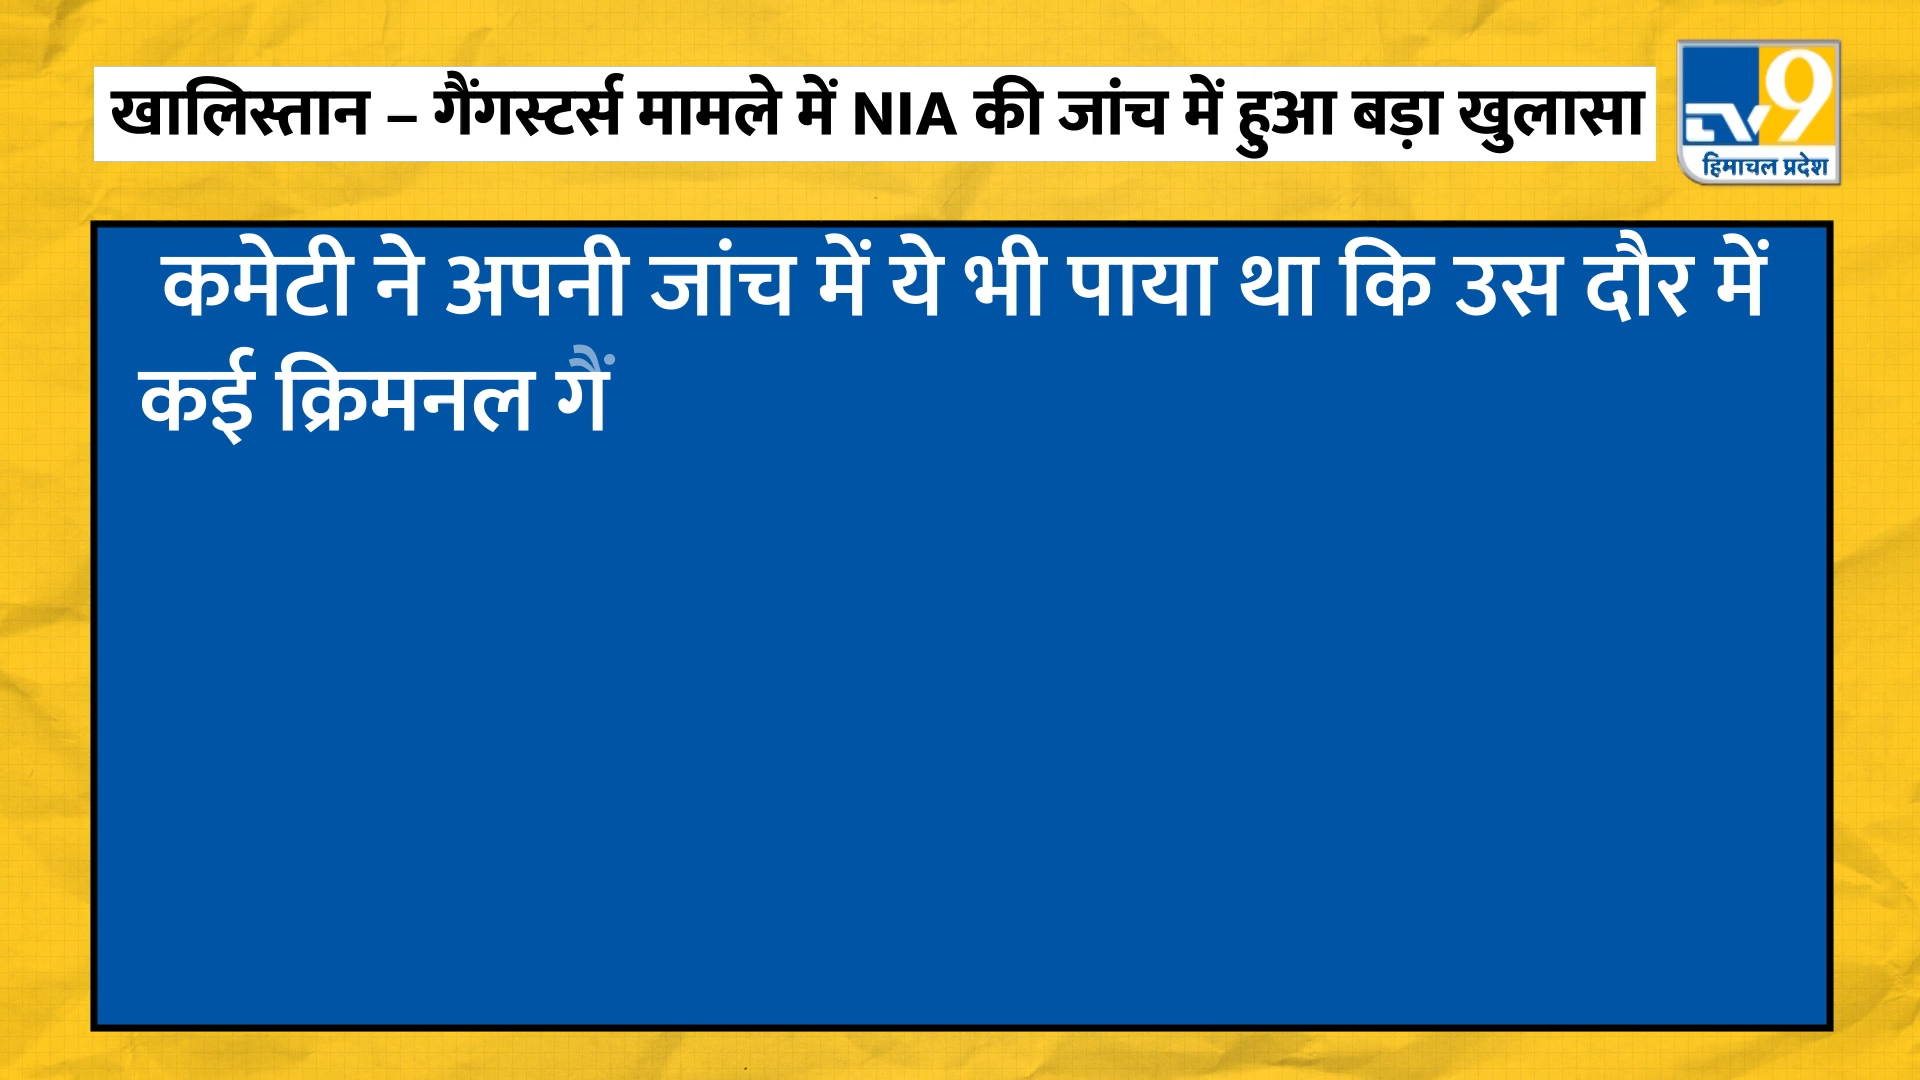 खालिस्तान – गैंगस्टर्स मामले में NIA की जांच में हुआ बड़ा खुलासा
TV9
हिमाचल प्रदेश
कमेटी ने अपनी जांच में ये भी पाया था कि उस दौर में
कई क्रिमनल गैं